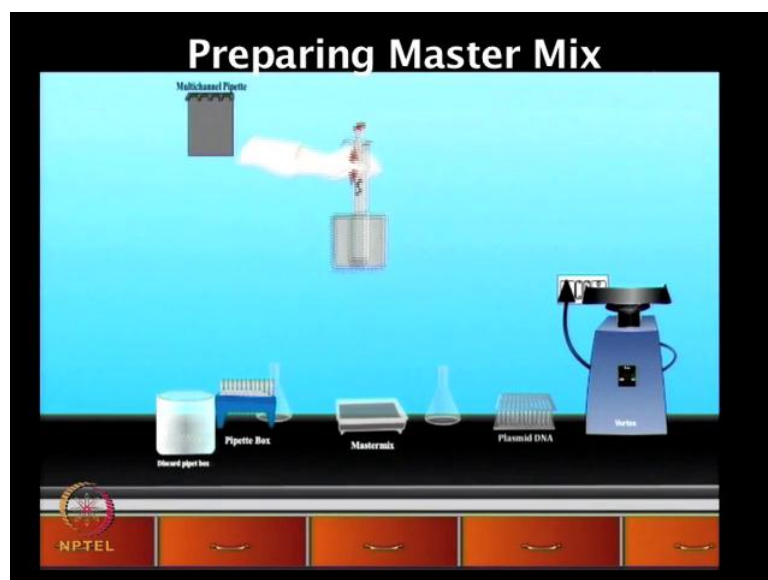 Preparing Master Mix
Multichannel Pipette
Discard pipet box
Pipette Box
Mastermix
Plasmid DNA
Vortex
NPTEL